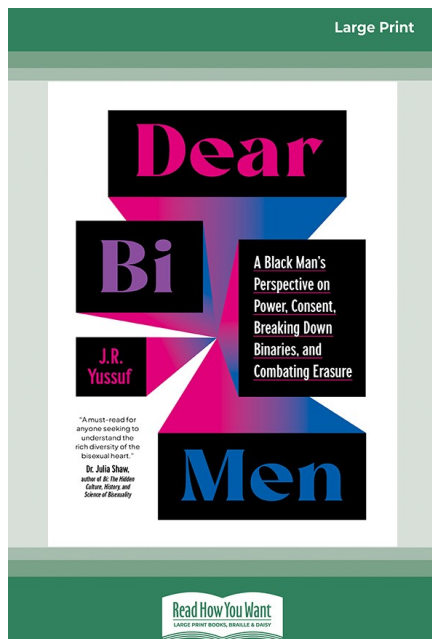 Large Print
Dear
Bi
A Black Man's
Perspective on
Power, Consent,
Breaking Down
Binaries, and
Combating Erasure
J.R.
Yussuf
"A must-read for
anyone seeking to
understand the
rich diversity of the
bisexual heart."
Dr. Julia Shaw,
author of Bi: The Hidden
Culture, History, and
Science of Bisexuality
Men
Read How You Want
LARGE PRINT BOOKS, BRAILLE & DAISY